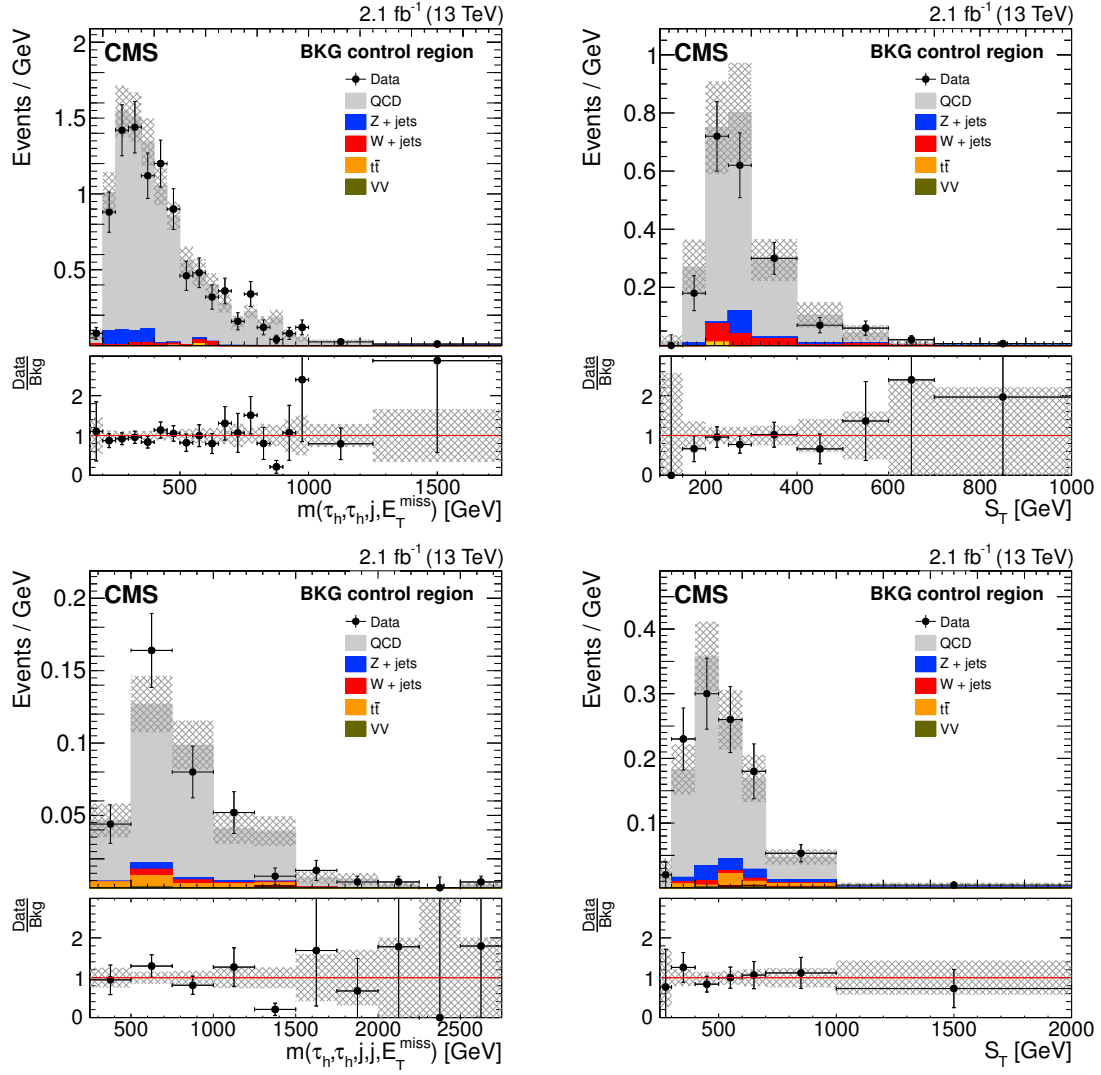 2.1 fb⁻¹ (13 TeV)
CMS
BKG control region
Data
QCD
Z + jets
W + jets
tt̄
VV
Events / GeV
2
1.5
1
0.5
Data
Bkg
2
1
0
500
1000
1500
m(τₕ,τₕ,j,E_T^miss) [GeV]
2.1 fb⁻¹ (13 TeV)
CMS
BKG control region
Data
QCD
Z + jets
W + jets
tt̄
VV
Events / GeV
1
0.8
0.6
0.4
0.2
Data
Bkg
2
1
0
200
400
600
800
1000
S_T [GeV]
2.1 fb⁻¹ (13 TeV)
CMS
BKG control region
Data
QCD
Z + jets
W + jets
tt̄
VV
Events / GeV
0.2
0.15
0.1
0.05
Data
Bkg
2
1
0
500
1000
1500
2000
2500
m(τₕ,τₕ,j,j,E_T^miss) [GeV]
2.1 fb⁻¹ (13 TeV)
CMS
BKG control region
Data
QCD
Z + jets
W + jets
tt̄
VV
Events / GeV
0.4
0.3
0.2
0.1
Data
Bkg
2
1
0
500
1000
1500
2000
S_T [GeV]